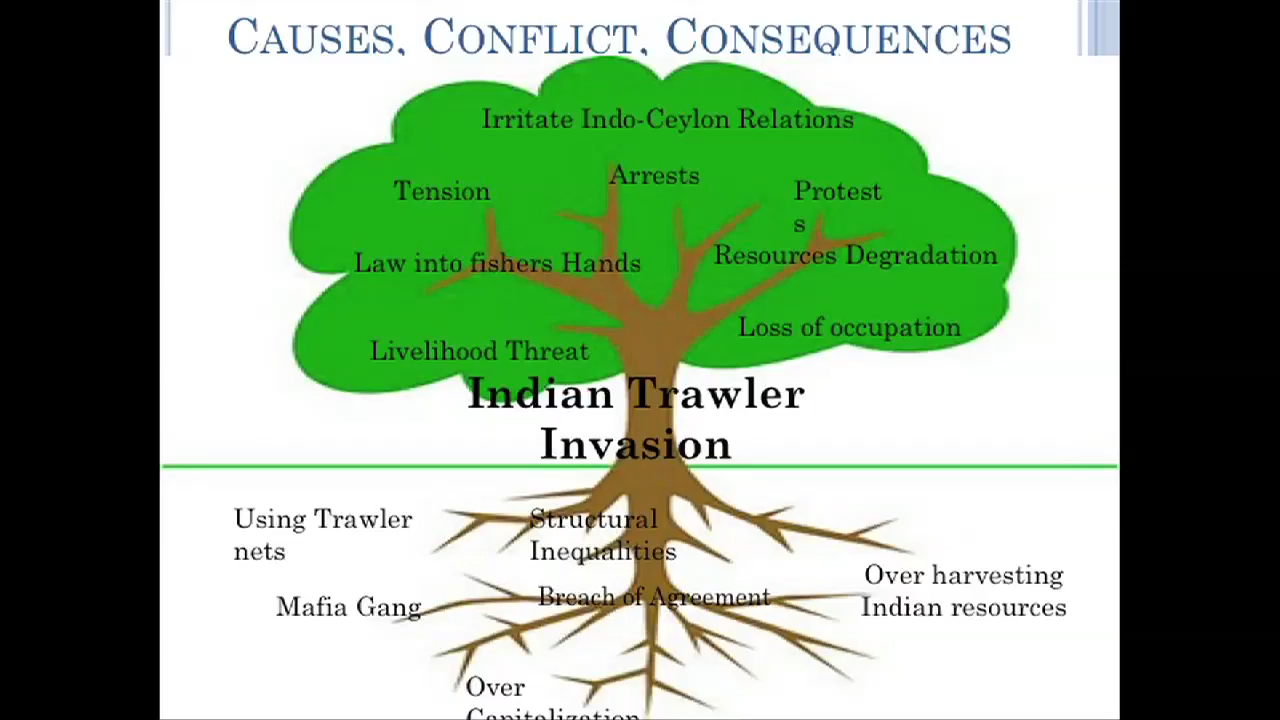 CAUSES, CONFLICT, CONSEQUENCES
Irritate Indo-Ceylon Relations
Arrests
Tension
Protest
s
Law into fishers Hands
Resources Degradation
Loss of occupation
Livelihood Threat
Indian Trawler
Invasion
Using Trawler
nets
Structural
Inequalities
Over harvesting
Indian resources
Mafia Gang
Breach of Agreement
Over
Capitalization